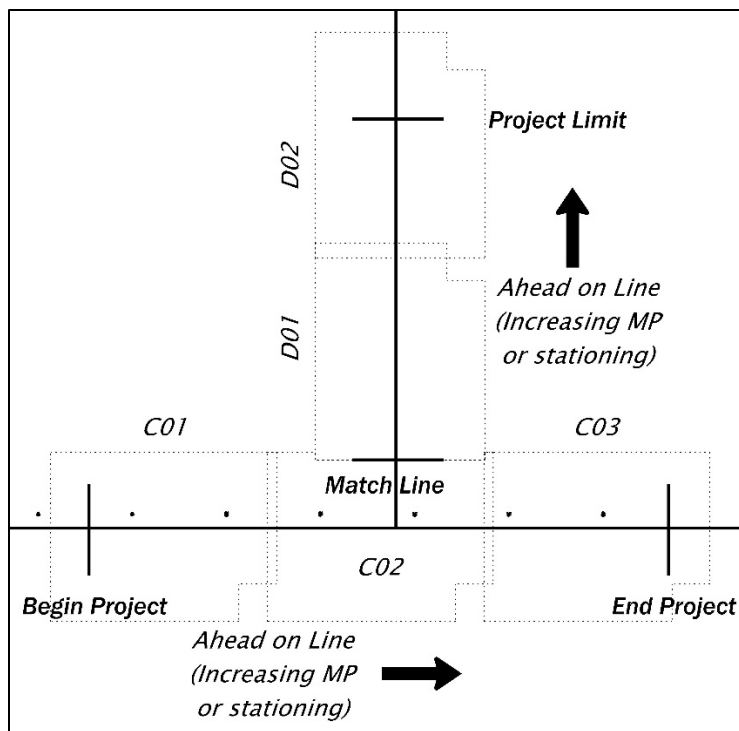 Project Limit
D02
Ahead on Line
(Increasing MP
or stationing)
D01
C01
C03
Match Line
C02
Begin Project
End Project
Ahead on Line
(Increasing MP
or stationing)